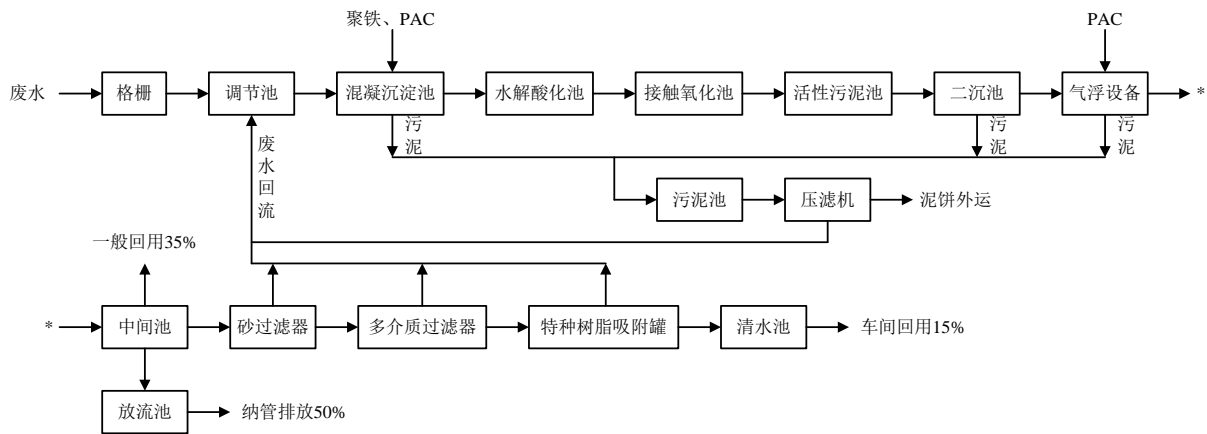 聚铁、PAC
PAC
废水
格栅
调节池
混凝沉淀池
水解酸化池
接触氧化池
活性污泥池
二沉池
气浮设备
*
污泥
污泥
污泥
废水回流
污泥池
压滤机
泥饼外运
一般回用35%
*
中间池
砂过滤器
多介质过滤器
特种树脂吸附罐
清水池
车间回用15%
放流池
纳管排放50%